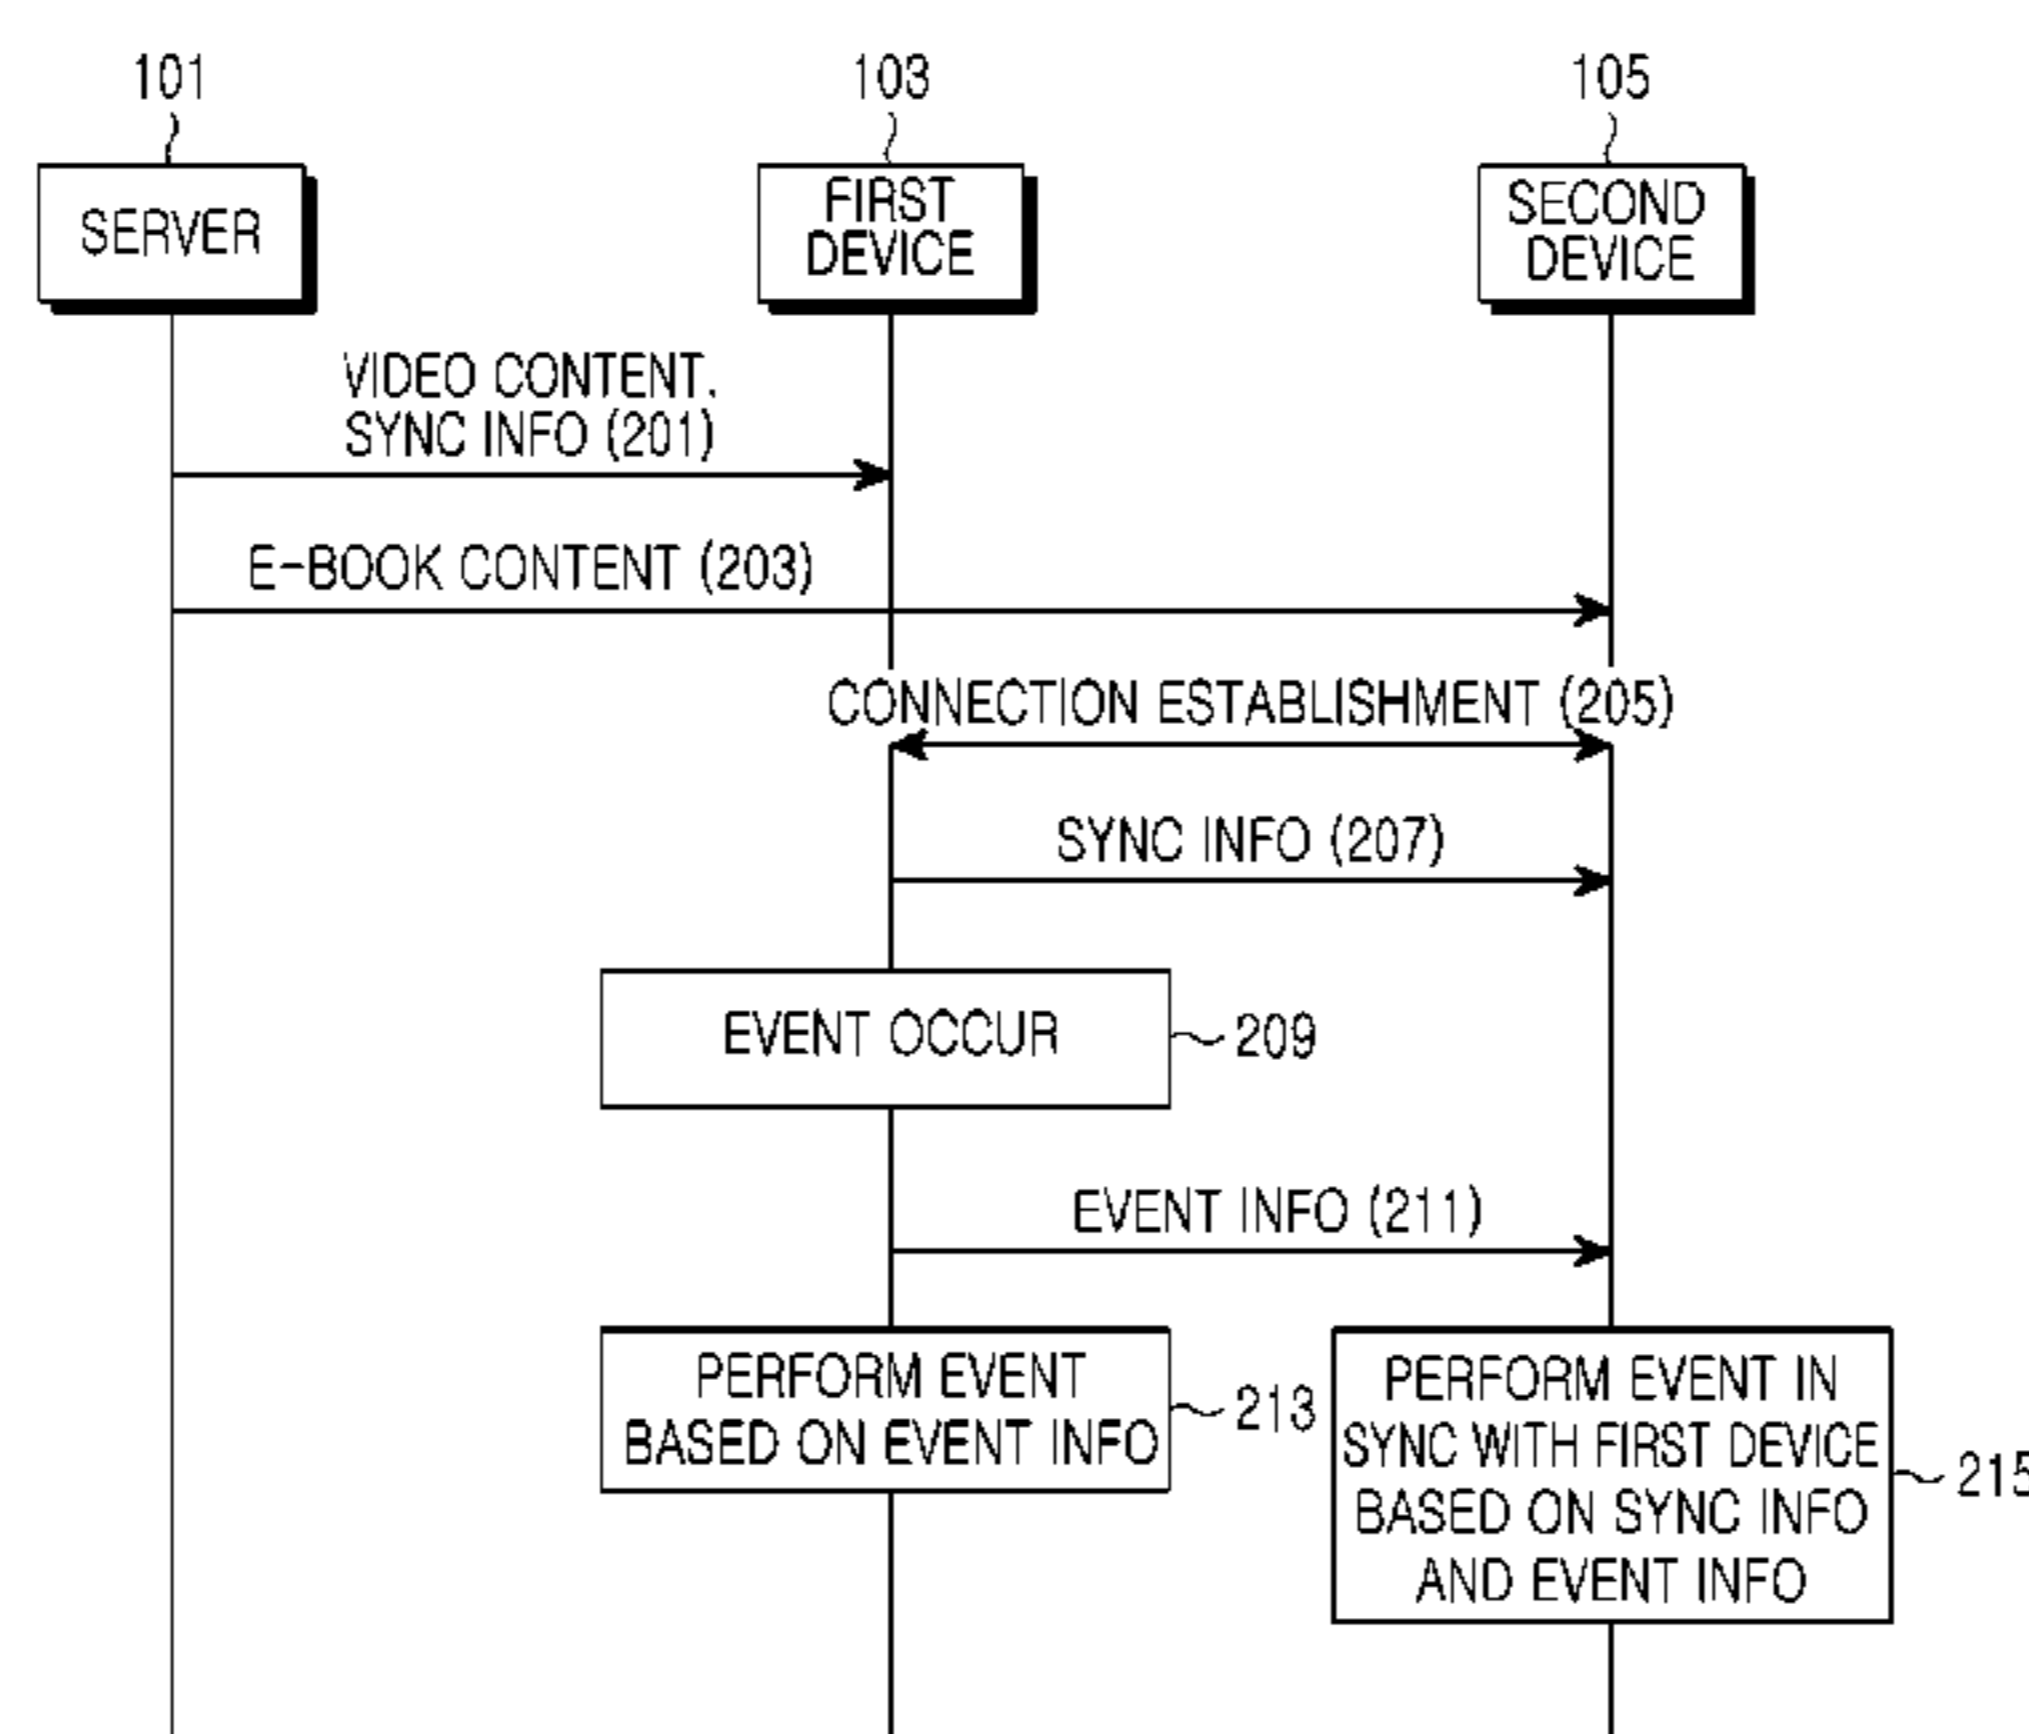 101
103
105
SERVER
FIRST
DEVICE
SECOND
DEVICE
VIDEO CONTENT,
SYNC INFO (201)
E-BOOK CONTENT (203)
CONNECTION ESTABLISHMENT (205)
SYNC INFO (207)
EVENT OCCUR
209
EVENT INFO (211)
PERFORM EVENT
BASED ON EVENT INFO
213
PERFORM EVENT IN
SYNC WITH FIRST DEVICE
BASED ON SYNC INFO
AND EVENT INFO
215